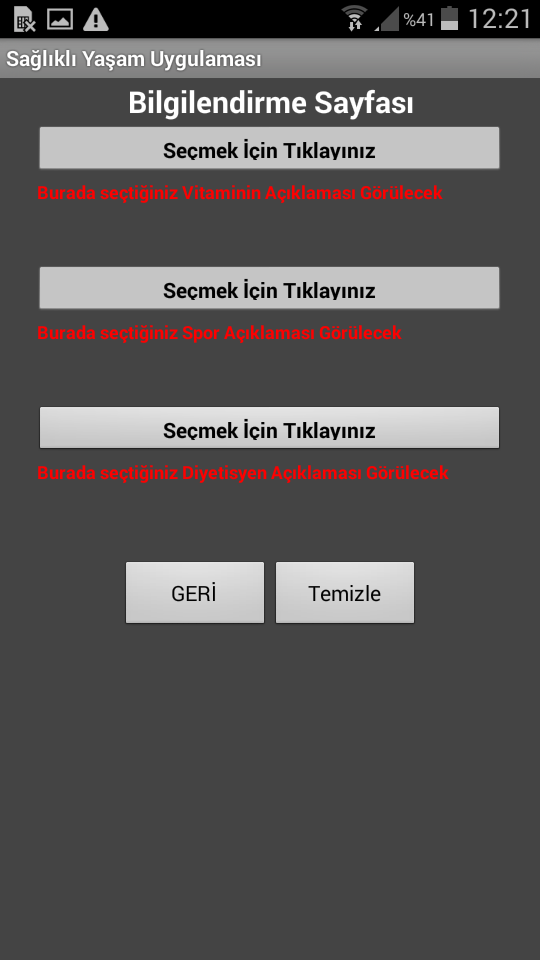 %41 12:21
Sağlıklı Yaşam Uygulaması
Bilgilendirme Sayfası
Seçmek İçin Tıklayınız
Burada seçtiğiniz Vitaminin Açıklaması Görülecek
Seçmek İçin Tıklayınız
Burada seçtiğiniz Spor Açıklaması Görülecek
Seçmek İçin Tıklayınız
Burada seçtiğiniz Diyetisyen Açıklaması Görülecek
GERİ Temizle